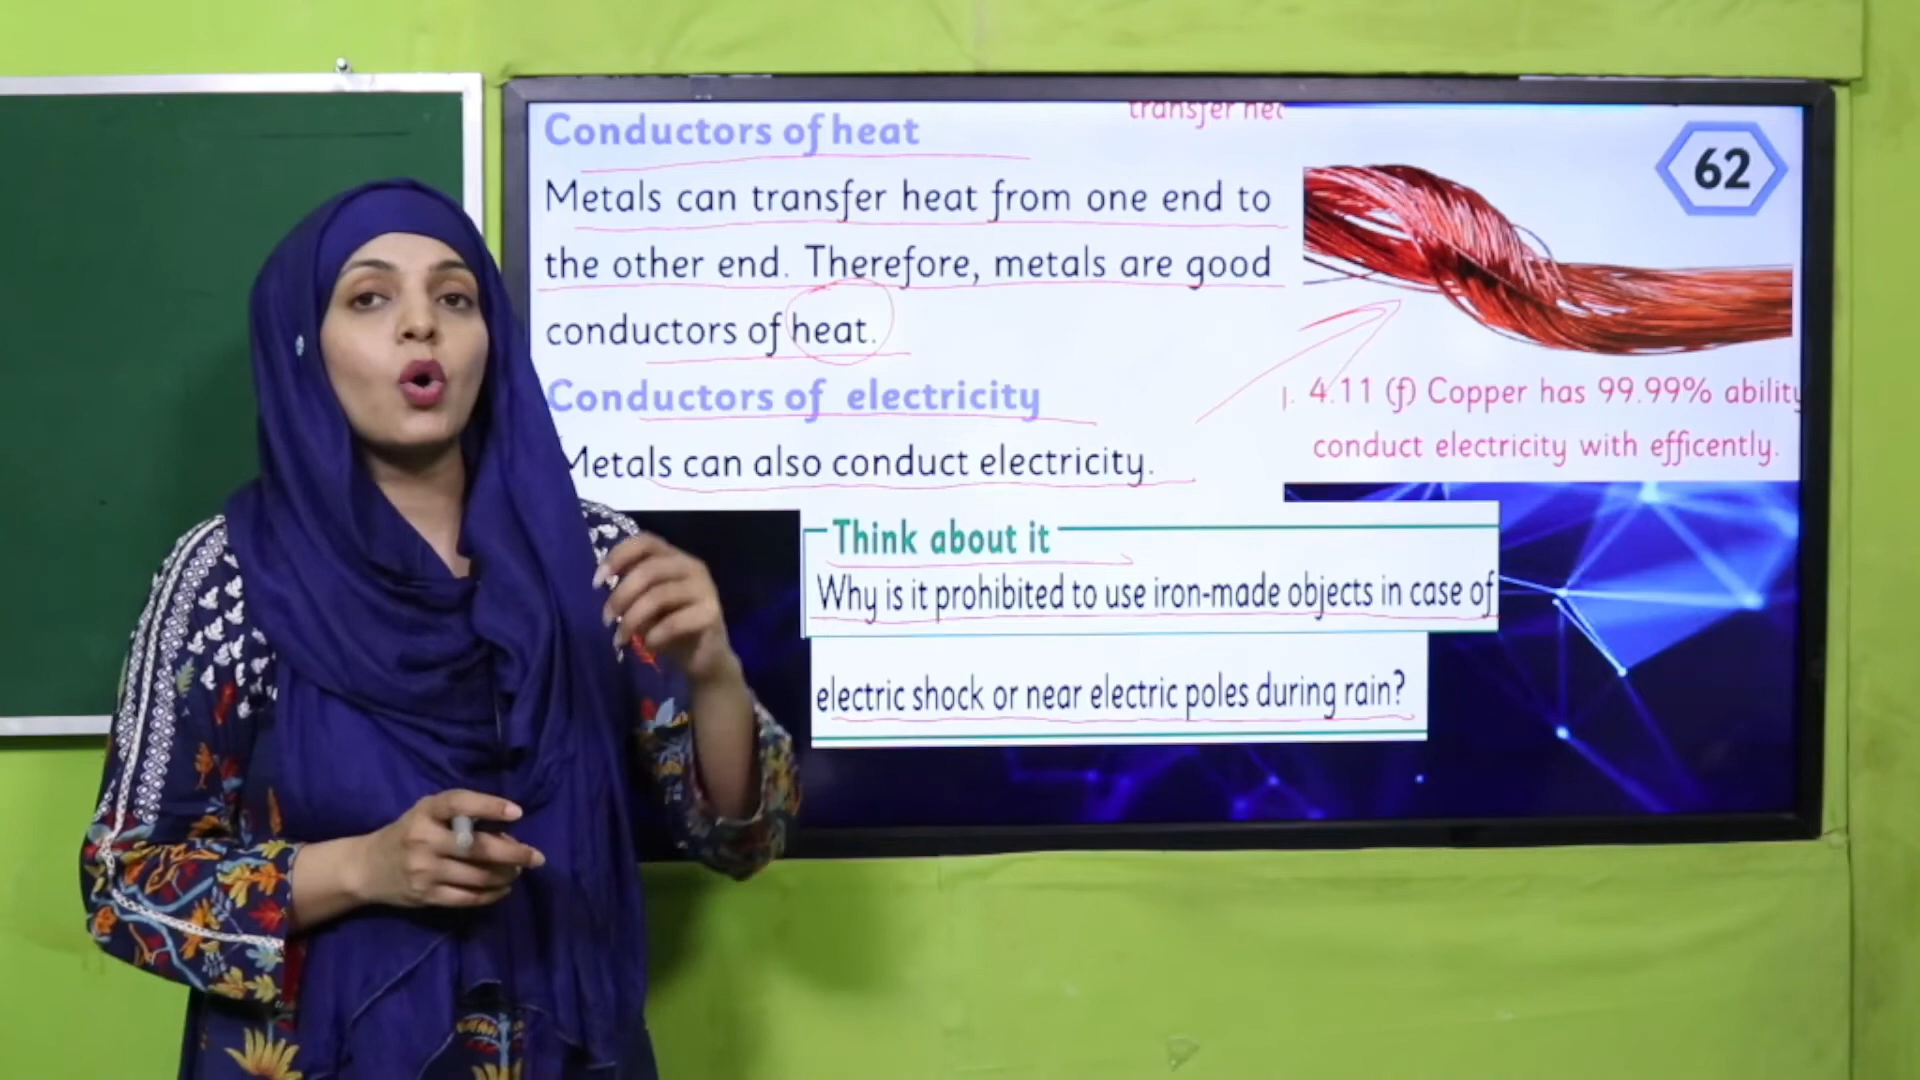 Conductors of heat
Metals can transfer heat from one end to
the other end. Therefore, metals are good
conductors of heat.
Conductors of electricity
Metals can also conduct electricity.
transfer
62
4.11 (f) Copper has 99.99% ability
conduct electricity with efficently.
Think about it
Why is it prohibited to use iron-made objects in case of
electric shock or near electric poles during rain?